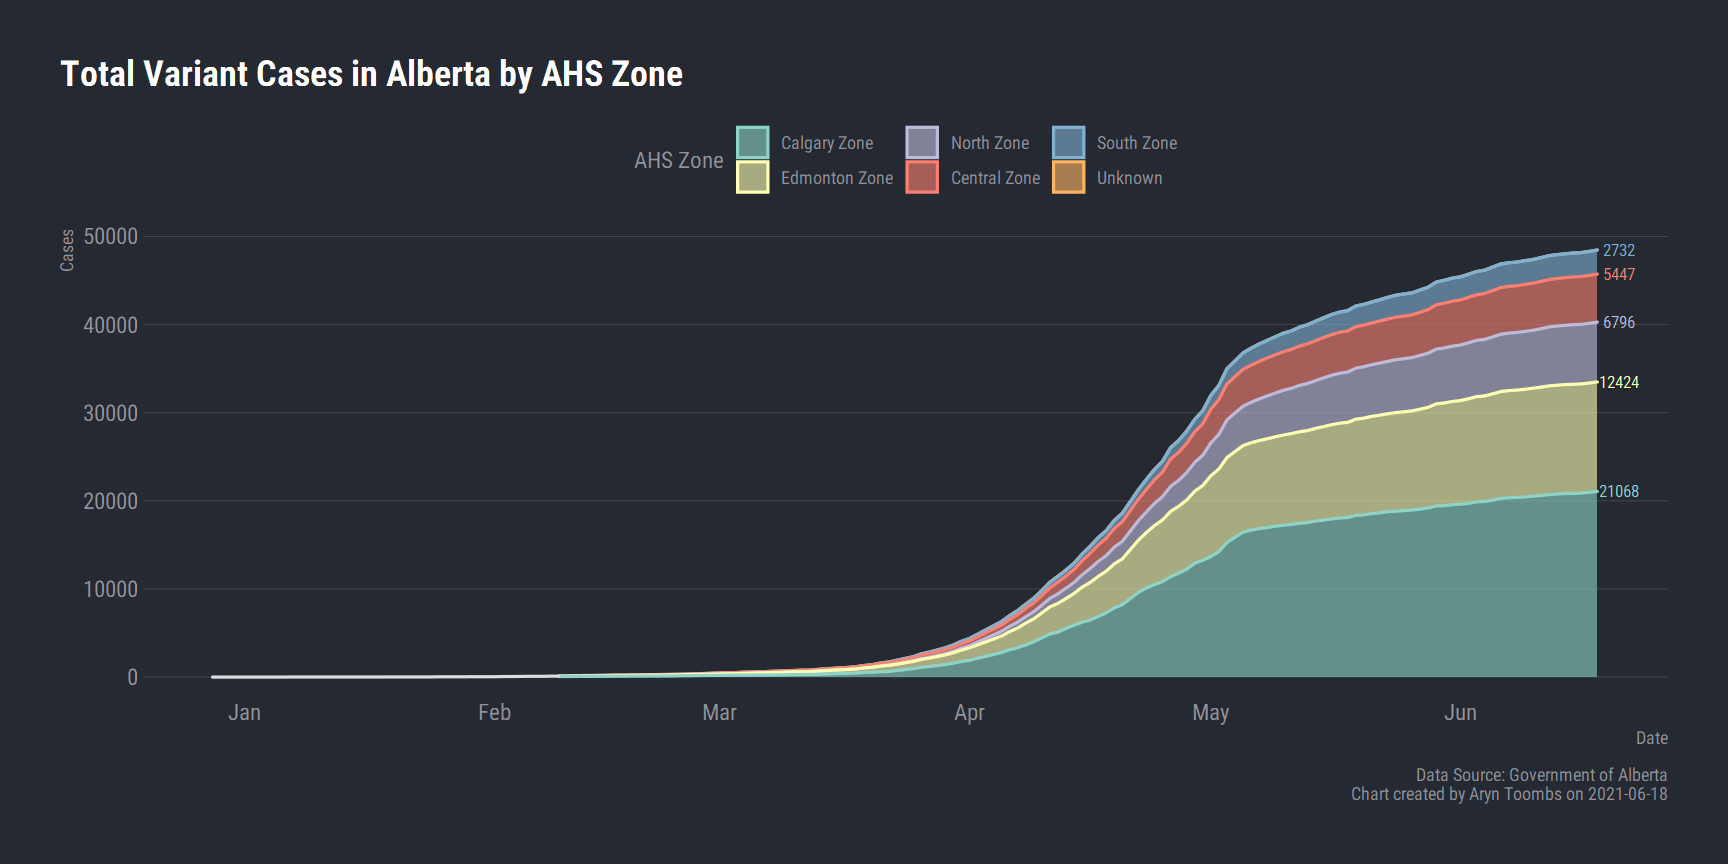 Total Variant Cases in Alberta by AHS Zone
AHS Zone
Calgary Zone
North Zone
South Zone
Edmonton Zone
Central Zone
Unknown
Cases
50000
40000
30000
20000
10000
0
2732
5447
6796
12424
21068
Jan
Feb
Mar
Apr
May
Jun
Date
Data Source: Government of Alberta
Chart created by Aryn Toombs on 2021-06-18